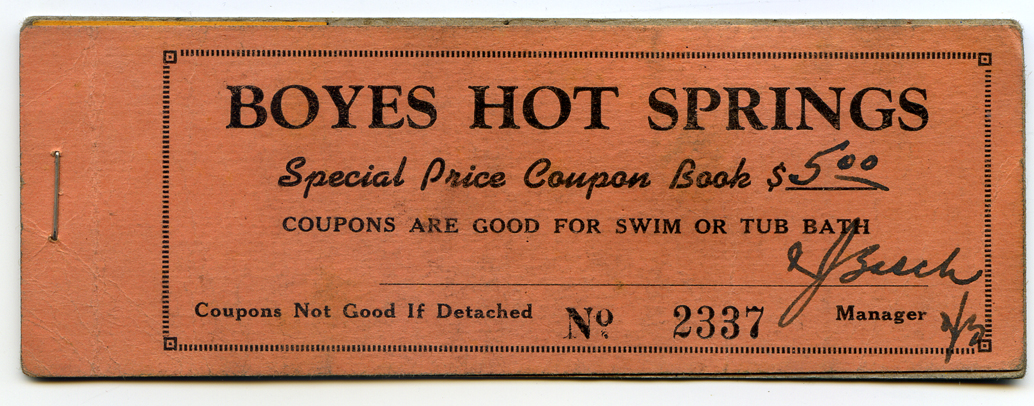 BOYES HOT SPRINGS
Special Price Coupon Book $ 5 00
COUPONS ARE GOOD FOR SWIM OR TUB BATH
Coupons Not Good If Detached No 2337 Manager